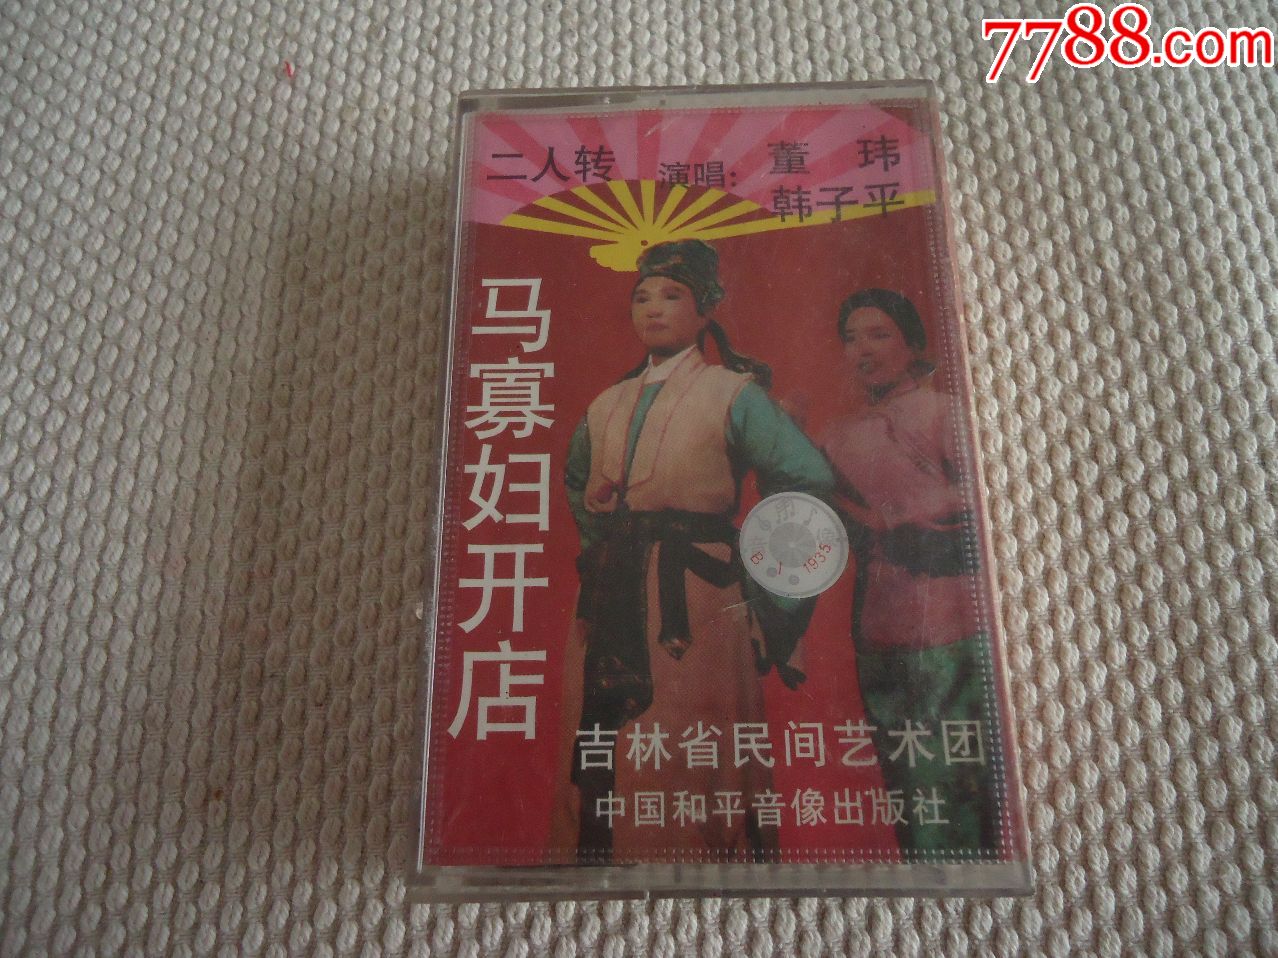 7788.com
二人转
演唱:
董 玮
韩子平
马寡妇开店
B / 1935
吉林省民间艺术团
中国和平音像出版社